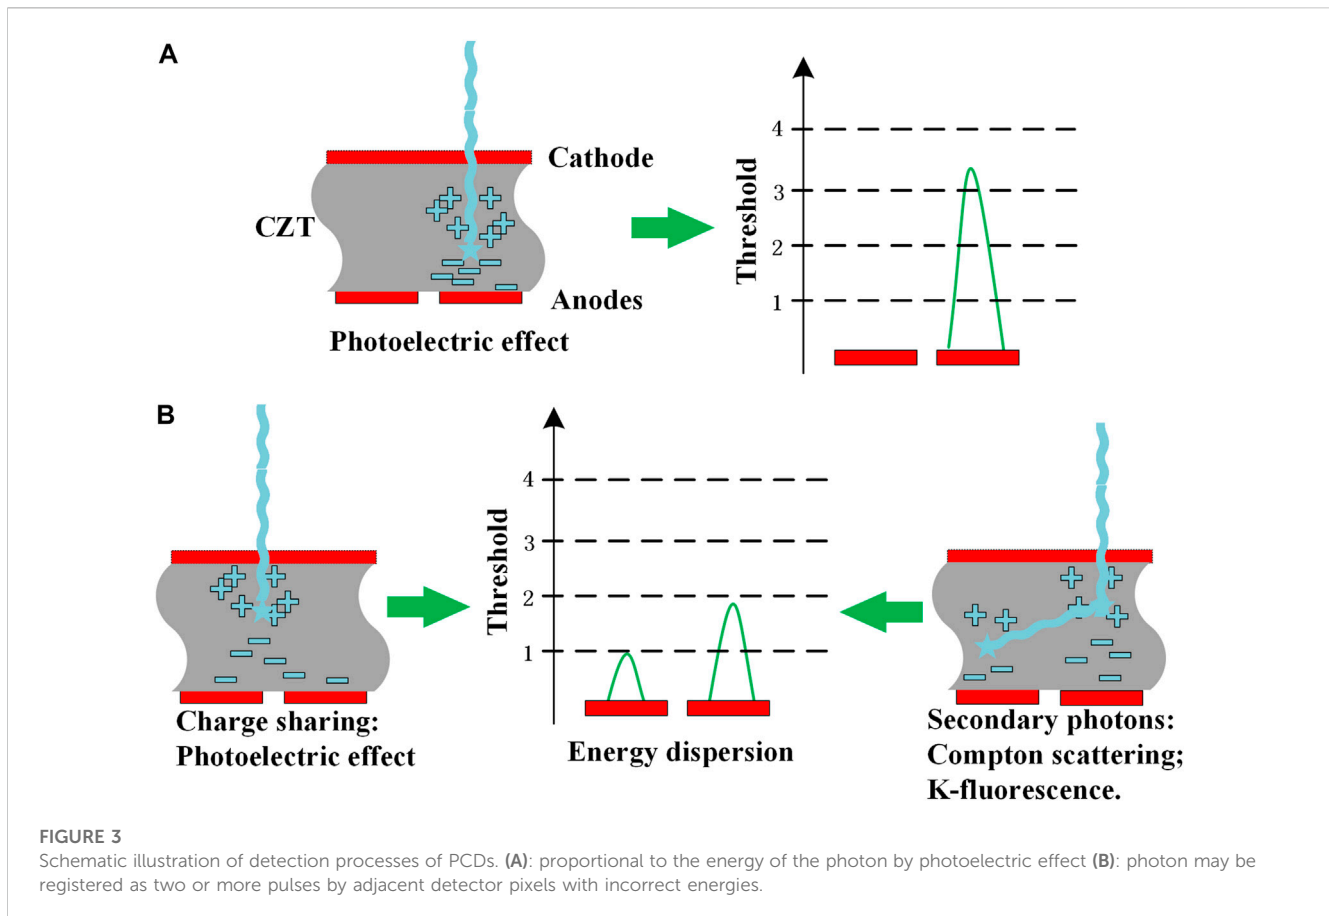 A
Cathode
CZT
Anodes
Photoelectric effect
Threshold
4
3
2
1
B
Charge sharing:
Photoelectric effect
Threshold
4
3
2
1
Energy dispersion
Secondary photons:
Compton scattering;
K-fluorescence.
FIGURE 3
Schematic illustration of detection processes of PCDs. (A): proportional to the energy of the photon by photoelectric effect (B): photon may be
registered as two or more pulses by adjacent detector pixels with incorrect energies.